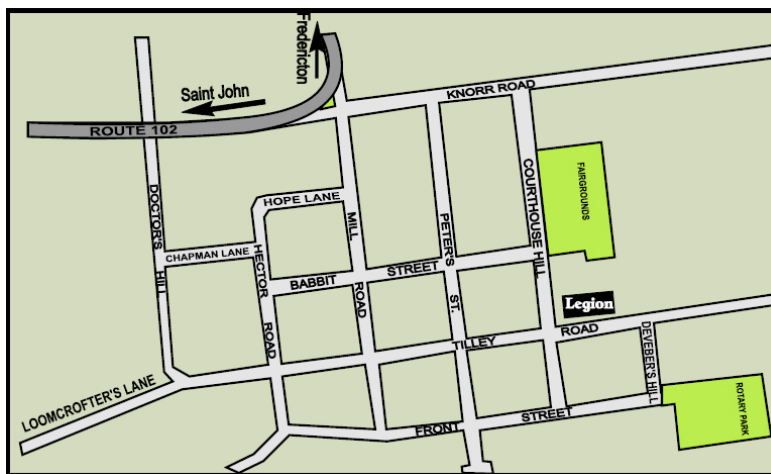 Fredericton
Saint John
KNORR ROAD
ROUTE 102
DOCTOR'S HILL
HOPE LANE
MILL ROAD
PETER'S ST.
COURTHOUSE HILL
FAIRGROUNDS
CHAPMAN LANE
HECTOR ROAD
BABBIT STREET
Legion
TILLEY ROAD
DEVEBER'S HILL
LOOMCROFTER'S LANE
FRONT STREET
ROTARY PARK